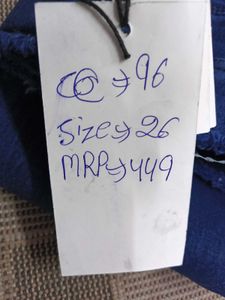 CC → 96
Size → 26
MRP → 449